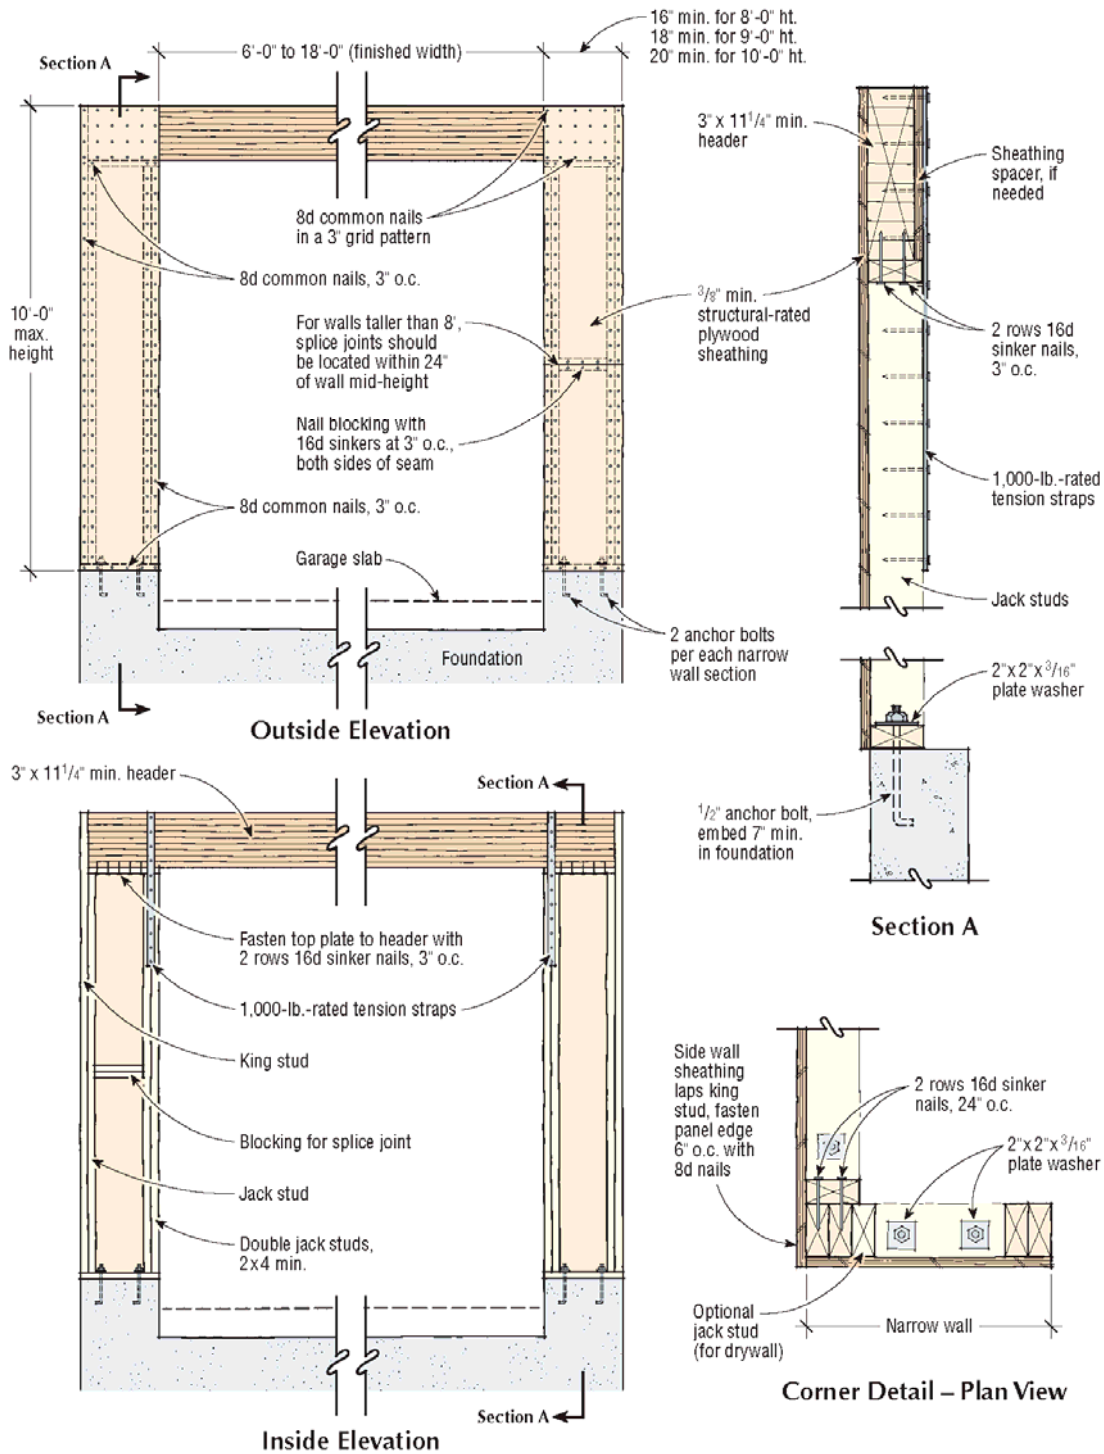 16" min. for 8'-0" ht.
18" min for 9'-0" ht.
20" min. for 10'-0" ht.
6'-0" to 18'-0" (finished width)
Section A
10'-0"
max.
height
8d common nails
in a 3" grid pattern
8d common nails, 3" o.c.
For walls taller than 8',
splice joints should
be located within 24"
of wall mid-height
Nail blocking with
16d sinkers at 3" o.c.,
both sides of seam
8d common nails, 3" o.c.
Garage slab
Foundation
2 anchor bolts
per each narrow
wall section
Section A
Outside Elevation
3" x 11 1/4" min.
header
Sheathing
spacer, if
needed
3/8" min.
structural-rated
plywood
sheathing
2 rows 16d
sinker nails,
3" o.c.
1,000-lb.-rated
tension straps
Jack studs
2"x 2"x 3/16"
plate washer
1/2" anchor bolt,
embed 7" min.
in foundation
Section A
3" x 11 1/4" min. header
Section A
Fasten top plate to header with
2 rows 16d sinker nails, 3" o.c.
1,000-lb.-rated tension straps
King stud
Blocking for splice joint
Jack stud
Double jack studs,
2x4 min.
Section A
Inside Elevation
Side wall
sheathing
laps king
stud, fasten
panel edge
6" o.c. with
8d nails
2 rows 16d sinker
nails, 24" o.c.
2"x 2"x 3/16"
plate washer
Optional
jack stud
(for drywall)
Narrow wall
Corner Detail – Plan View